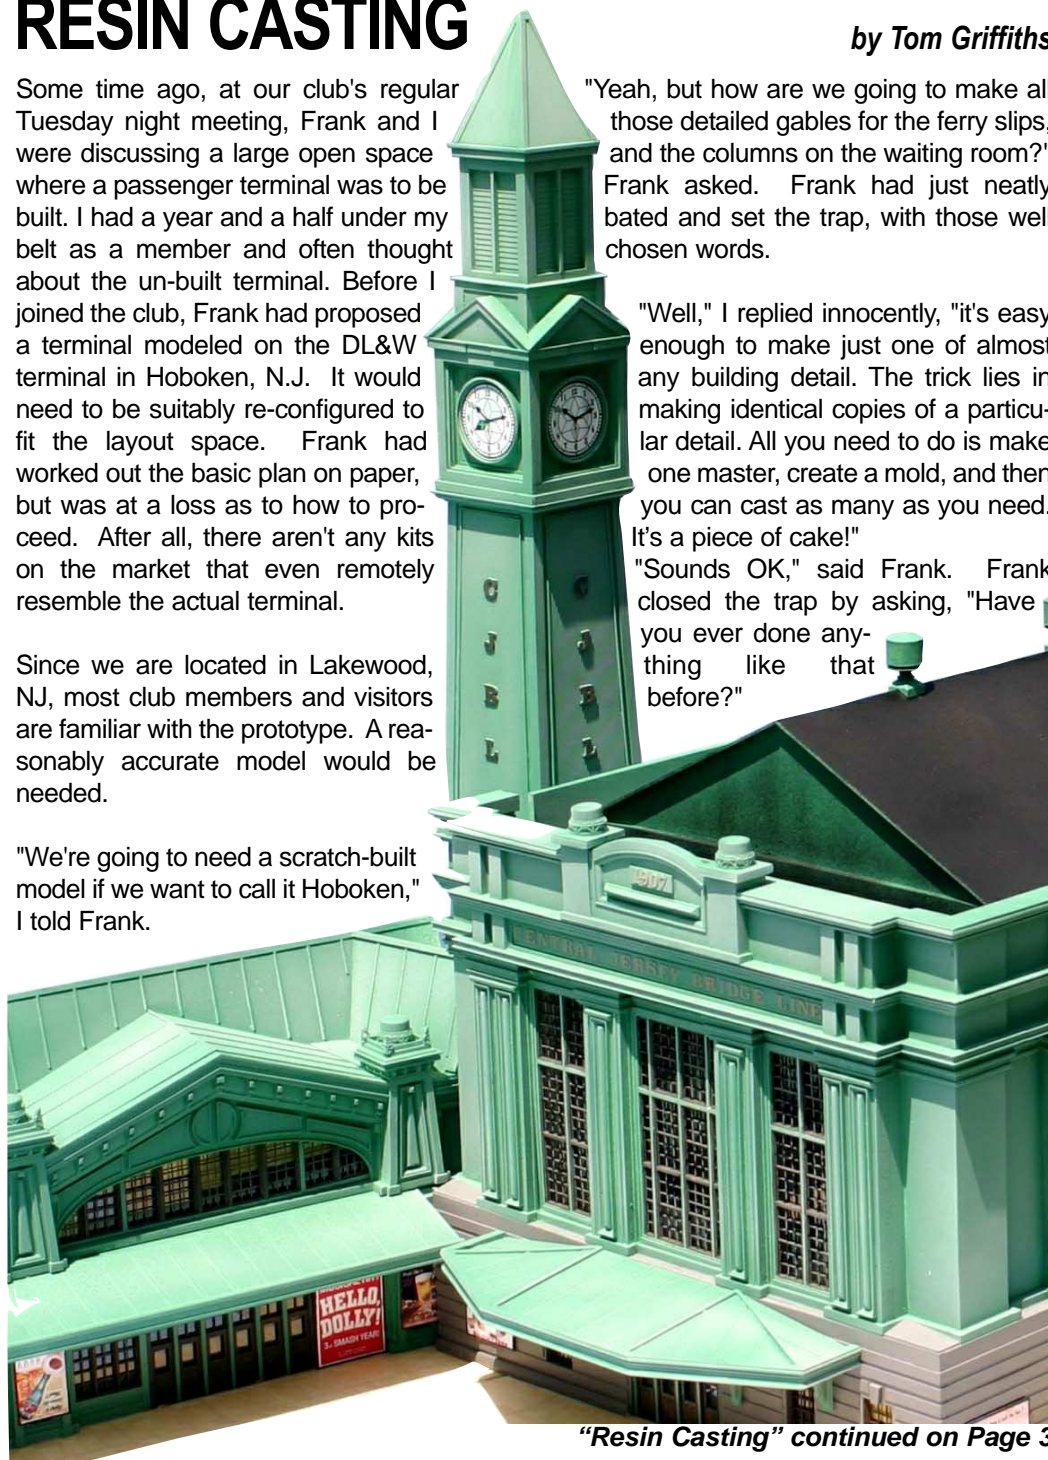 RESIN CASTING
by Tom Griffiths
Some time ago, at our club's regular
Tuesday night meeting, Frank and I
were discussing a large open space
where a passenger terminal was to be
built. I had a year and a half under my
belt as a member and often thought
about the un-built terminal. Before I
joined the club, Frank had proposed
a terminal modeled on the DL&W
terminal in Hoboken, N.J. It would
need to be suitably re-configured to
fit the layout space. Frank had
worked out the basic plan on paper,
but was at a loss as to how to pro-
ceed. After all, there aren't any kits
on the market that even remotely
resemble the actual terminal.
Since we are located in Lakewood,
NJ, most club members and visitors
are familiar with the prototype. A rea-
sonably accurate model would be
needed.
"We're going to need a scratch-built
model if we want to call it Hoboken,"
I told Frank.
"Yeah, but how are we going to make all
those detailed gables for the ferry slips,
and the columns on the waiting room?"
Frank asked. Frank had just neatly
bated and set the trap, with those well
chosen words.
"Well," I replied innocently, "it's easy
enough to make just one of almost
any building detail. The trick lies in
making identical copies of a particu-
lar detail. All you need to do is make
one master, create a mold, and then
you can cast as many as you need.
It’s a piece of cake!"
"Sounds OK," said Frank. Frank
closed the trap by asking, "Have
you ever done any-
thing like that
before?"
C
J
B
L
C
J
B
L
1907
CENTRAL JERSEY BRIDGE LINE
HELLO,
DOLLY!
3rd SMASH YEAR!
“Resin Casting” continued on Page 3